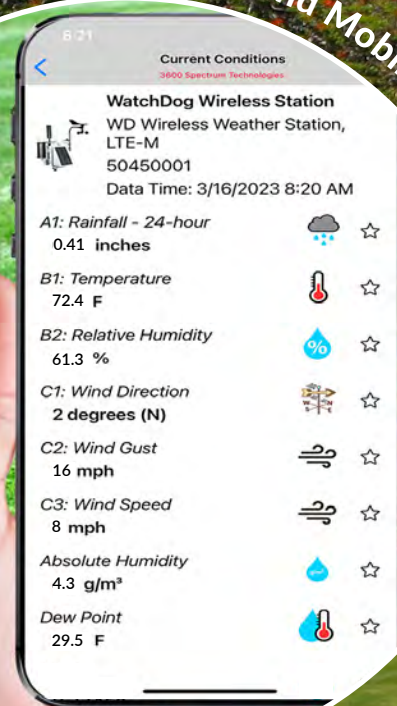 nd Mobi
8:21
Current Conditions
3600 Spectrum Technologies
WatchDog Wireless Station
WD Wireless Weather Station,
LTE-M
50450001
Data Time: 3/16/2023 8:20 AM
A1: Rainfall - 24-hour
0.41 inches
B1: Temperature
72.4 F
B2: Relative Humidity
%
61.3 %
C1: Wind Direction
2 degrees (N)
C2: Wind Gust
16 mph
C3: Wind Speed
8 mph
Absolute Humidity
4.3 g/m³
Dew Point
29.5 F